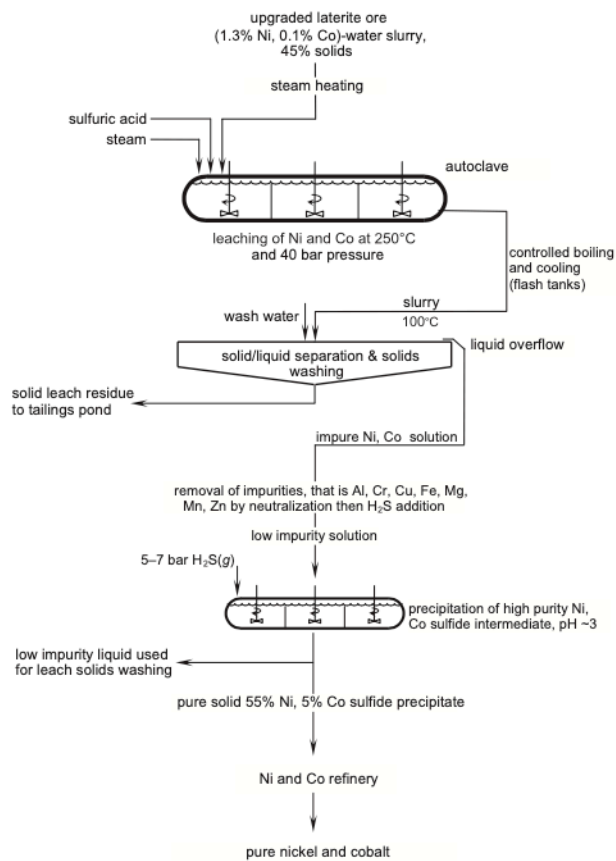 upgraded laterite ore
(1.3% Ni, 0.1% Co)-water slurry,
45% solids
steam heating
sulfuric acid
steam
autoclave
leaching of Ni and Co at 250°C
and 40 bar pressure
controlled boiling
and cooling
(flash tanks)
slurry
wash water
100°C
liquid overflow
solid/liquid separation & solids
washing
solid leach residue
to tailings pond
impure Ni, Co solution
removal of impurities, that is Al, Cr, Cu, Fe, Mg,
Mn, Zn by neutralization then H₂S addition
low impurity solution
5–7 bar H₂S(g)
precipitation of high purity Ni,
Co sulfide intermediate, pH ~3
low impurity liquid used
for leach solids washing
pure solid 55% Ni, 5% Co sulfide precipitate
Ni and Co refinery
pure nickel and cobalt